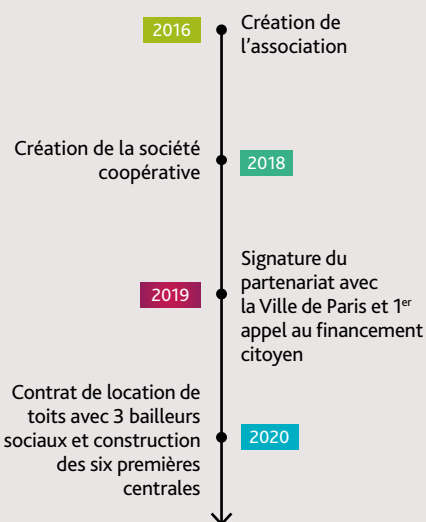 2016
Création de
l'association
Création de la société
coopérative
2018
2019
Signature du
partenariat avec
la Ville de Paris et 1er
appel au financement
citoyen
Contrat de location de
toits avec 3 bailleurs
sociaux et construction
des six premières
centrales
2020